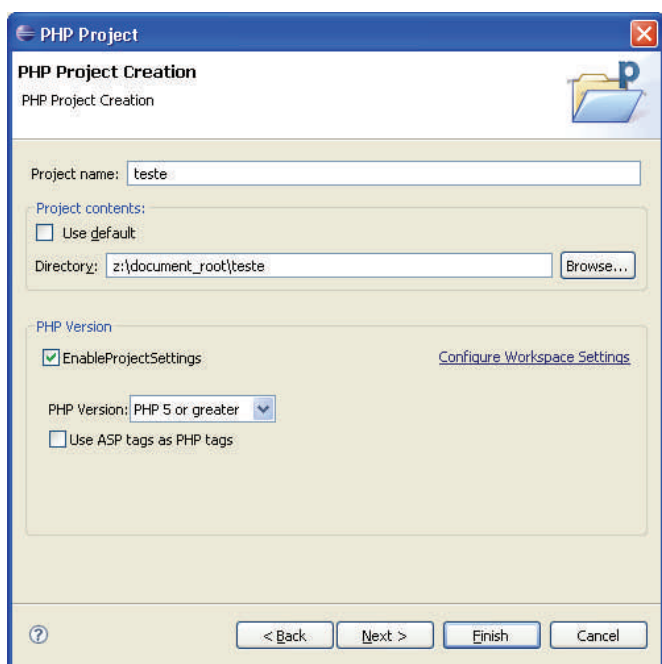 PHP Project
PHP Project Creation
PHP Project Creation
Project name: teste
Project contents:
Use default
Directory: z:\document_root\teste Browse...
PHP Version
EnableProjectSettings Configure Workspace Settings
PHP Version: PHP 5 or greater
Use ASP tags as PHP tags
< Back Next > Finish Cancel